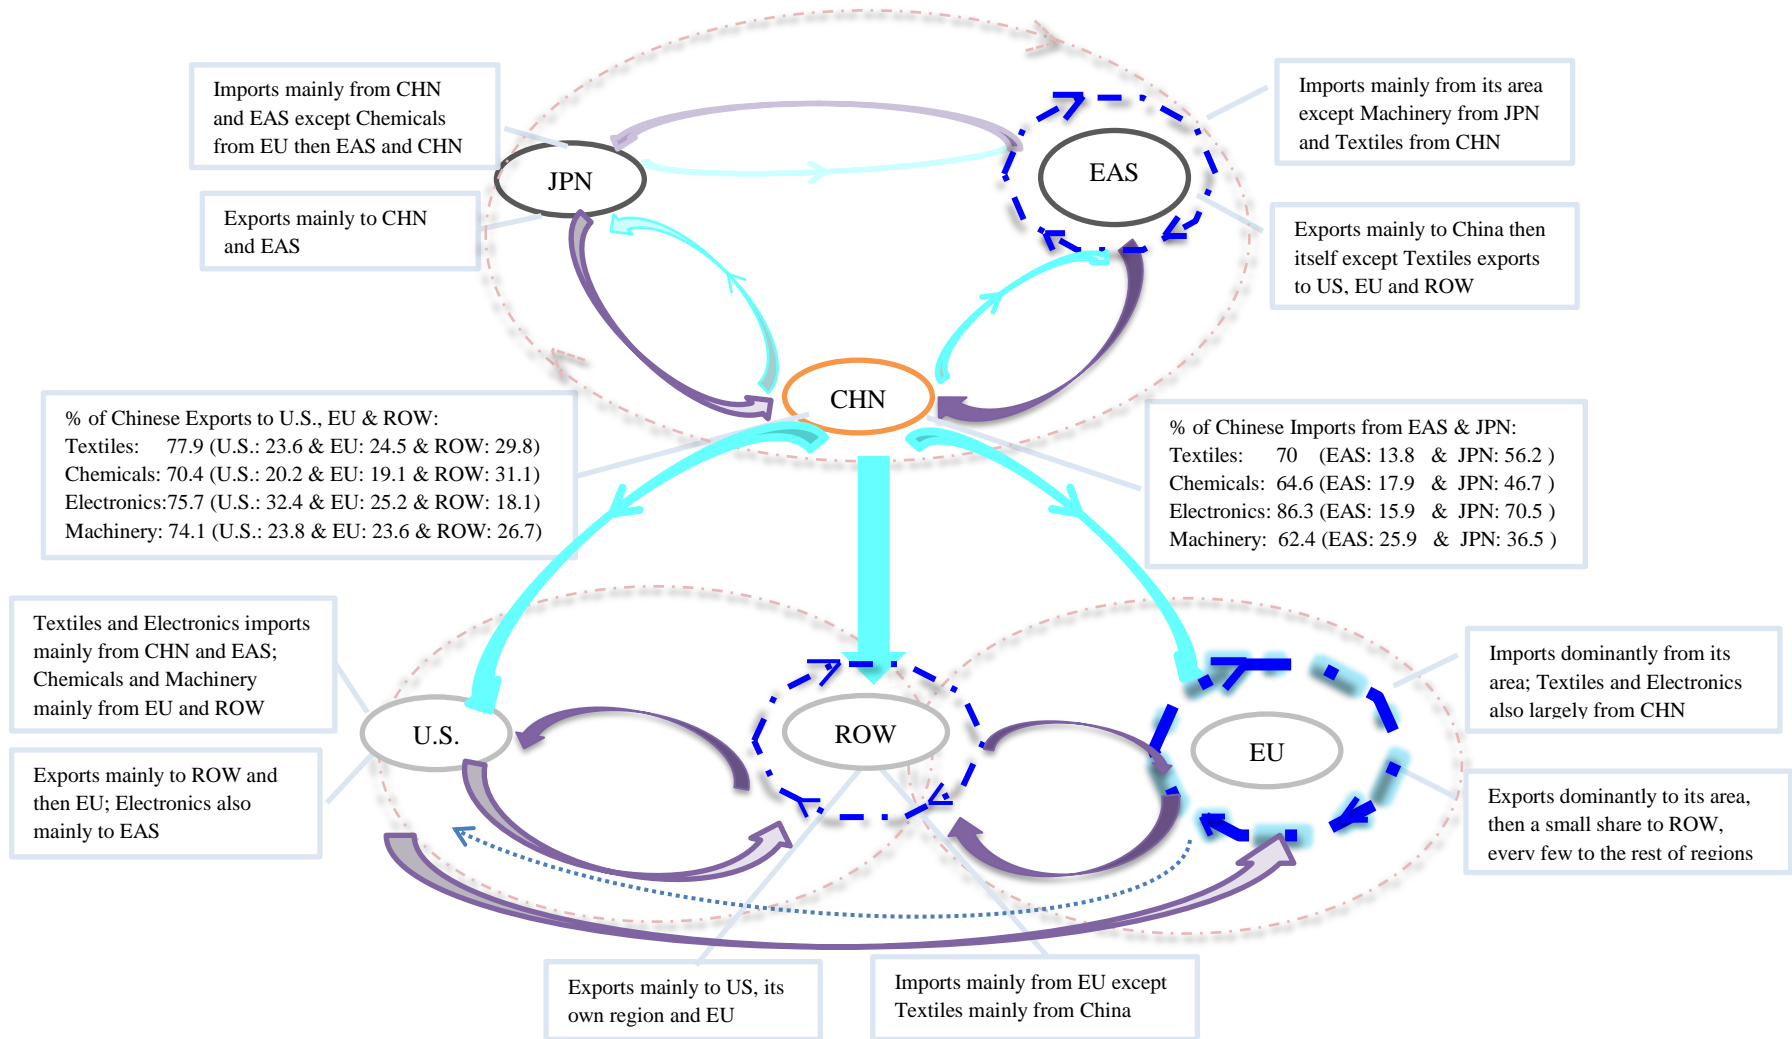 Imports mainly from CHN
and EAS except Chemicals
from EU then EAS and CHN
Imports mainly from its area
except Machinery from JPN
and Textiles from CHN
JPN
EAS
Exports mainly to CHN
and EAS
Exports mainly to China then
itself except Textiles exports
to US, EU and ROW
CHN
% of Chinese Exports to U.S., EU & ROW:
Textiles: 77.9 (U.S.: 23.6 & EU: 24.5 & ROW: 29.8)
Chemicals: 70.4 (U.S.: 20.2 & EU: 19.1 & ROW: 31.1)
Electronics:75.7 (U.S.: 32.4 & EU: 25.2 & ROW: 18.1)
Machinery: 74.1 (U.S.: 23.8 & EU: 23.6 & ROW: 26.7)
% of Chinese Imports from EAS & JPN:
Textiles: 70 (EAS: 13.8 & JPN: 56.2 )
Chemicals: 64.6 (EAS: 17.9 & JPN: 46.7 )
Electronics: 86.3 (EAS: 15.9 & JPN: 70.5 )
Machinery: 62.4 (EAS: 25.9 & JPN: 36.5 )
Textiles and Electronics imports
mainly from CHN and EAS;
Chemicals and Machinery
mainly from EU and ROW
Imports dominantly from its
area; Textiles and Electronics
also largely from CHN
U.S.
ROW
EU
Exports mainly to ROW and
then EU; Electronics also
mainly to EAS
Exports dominantly to its area,
then a small share to ROW,
every few to the rest of regions
Exports mainly to US, its
own region and EU
Imports mainly from EU except
Textiles mainly from China